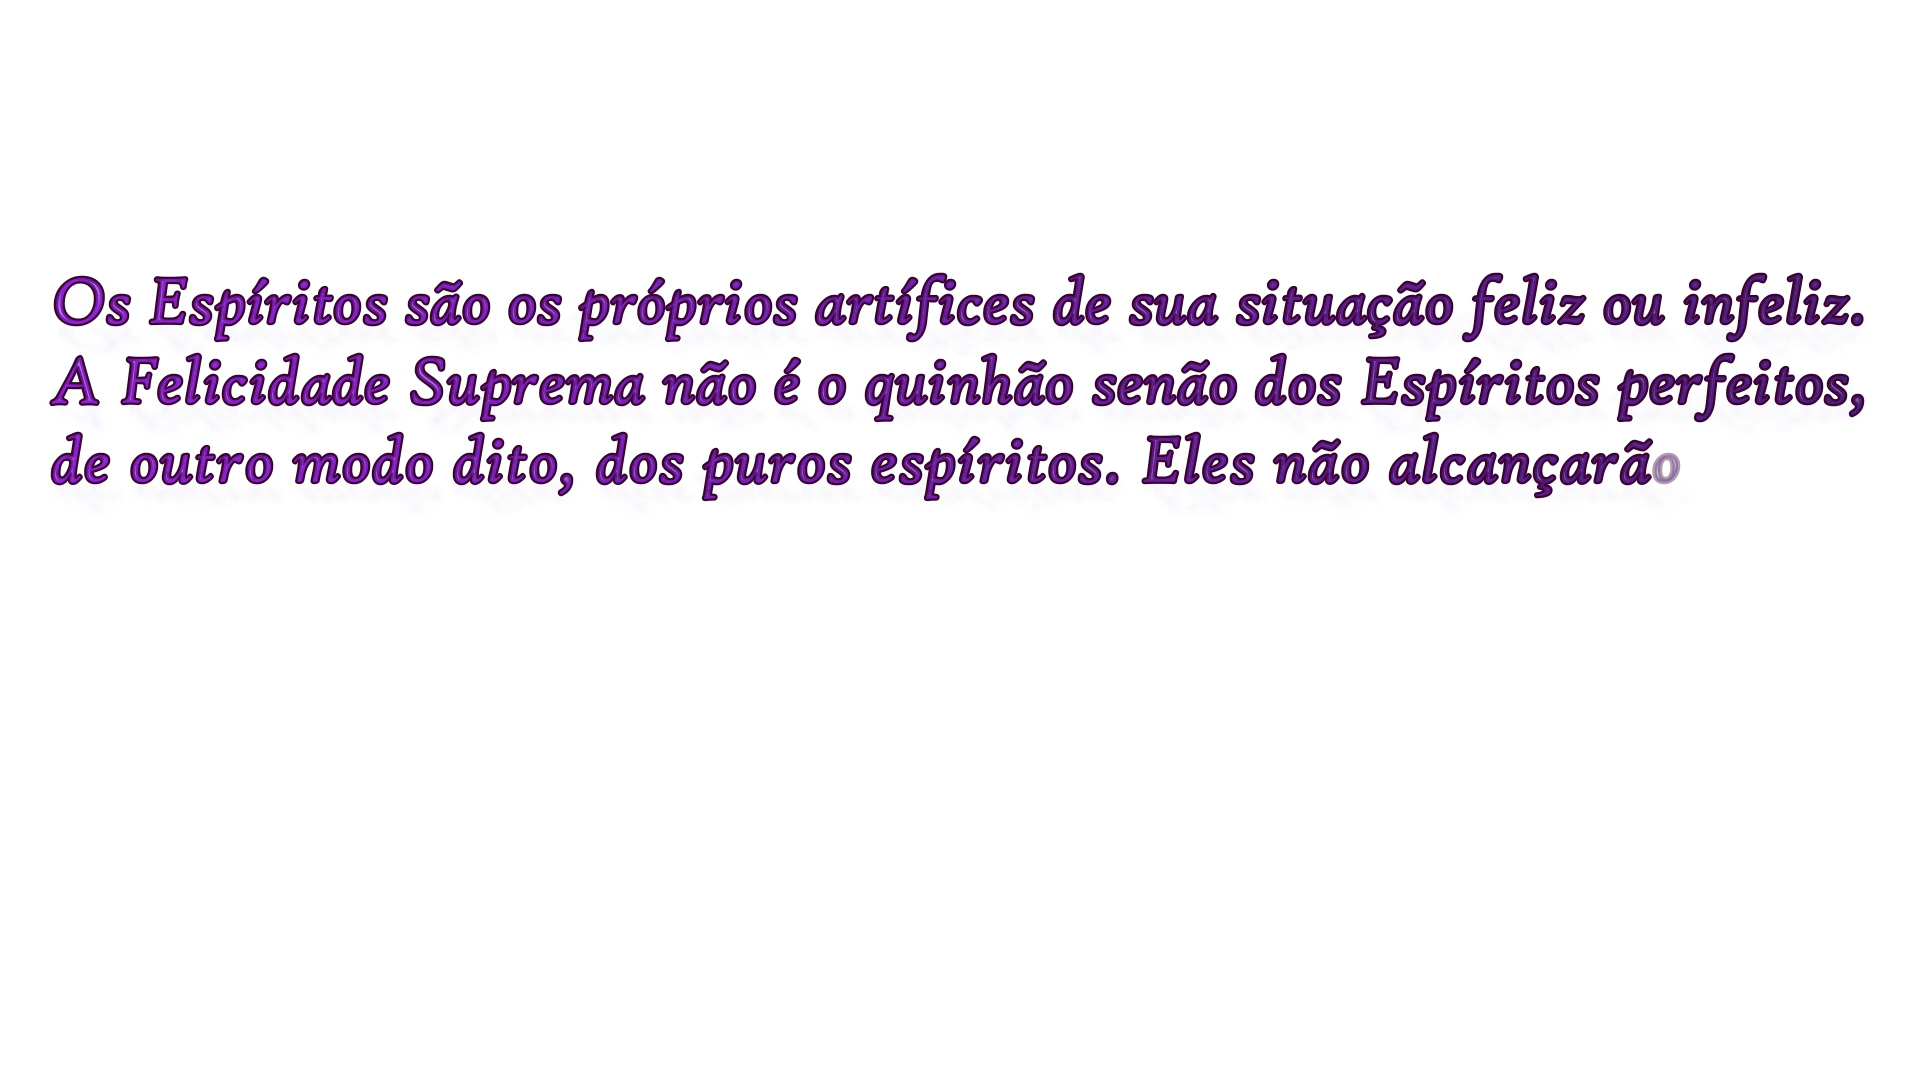 Os Espíritos são os próprios artífices de sua situação feliz ou infeliz.
A Felicidade Suprema não é o quinhão senão dos Espíritos perfeitos,
de outro modo dito, dos puros espíritos. Eles não alcançarão